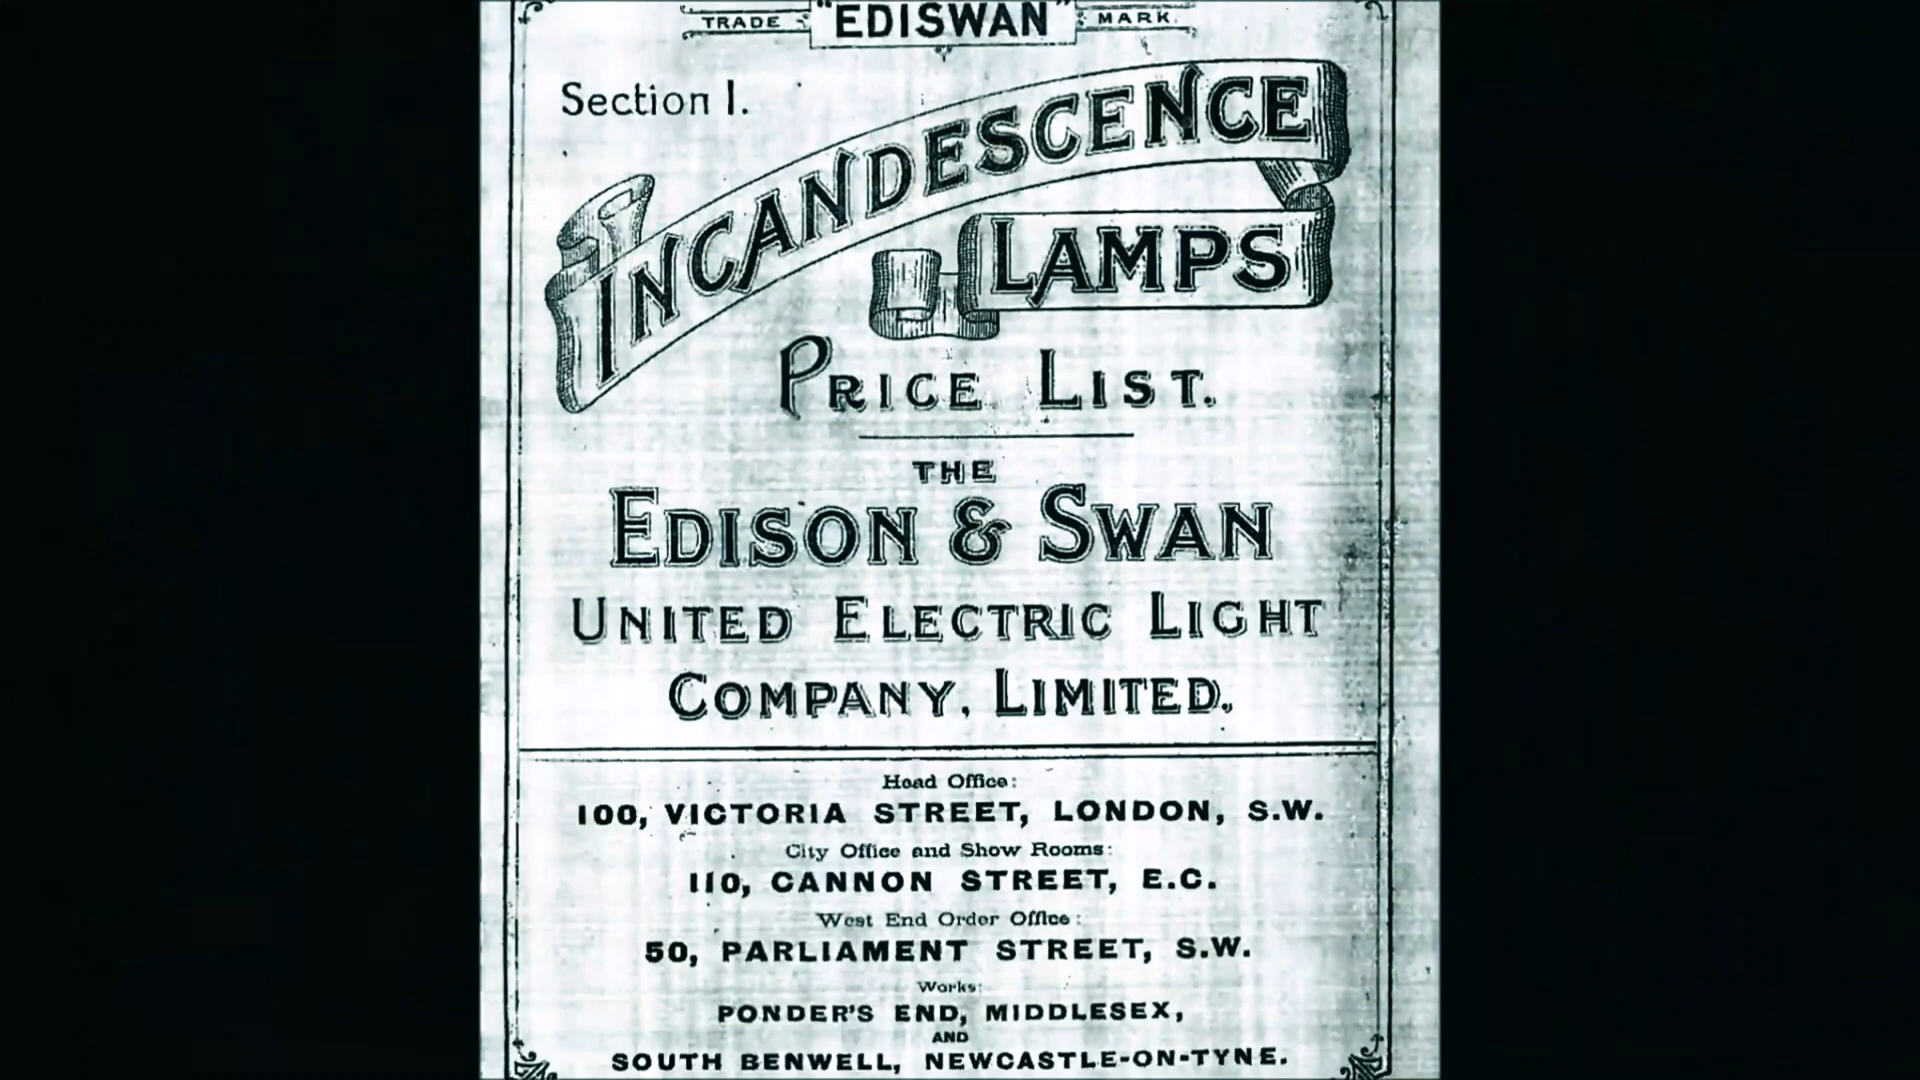 TRADE "EDISWAN" MARK.
Section I.
INCANDESCENCE
LAMPS
PRICE LIST.
THE
EDISON & SWAN
UNITED ELECTRIC LIGHT
COMPANY, LIMITED.
Head Office:
100, VICTORIA STREET, LONDON, S.W.
City Office and Show Rooms:
110, CANNON STREET, E.C.
West End Order Office:
50, PARLIAMENT STREET, S.W.
Works:
PONDER'S END, MIDDLESEX,
AND
SOUTH BENWELL, NEWCASTLE-ON-TYNE.